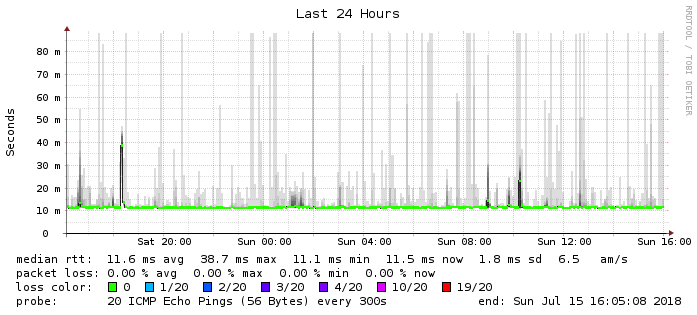 Last 24 Hours
RRDTOOL / TOBI OETIKER
Seconds
80 m
70 m
60 m
50 m
40 m
30 m
20 m
10 m
0
Sat 20:00 Sun 00:00 Sun 04:00 Sun 08:00 Sun 12:00 Sun 16:00
median rtt: 11.6 ms avg 38.7 ms max 11.1 ms min 11.5 ms now 1.8 ms sd 6.5 am/s
packet loss: 0.00 % avg 0.00 % max 0.00 % min 0.00 % now
loss color: 0 1/20 2/20 3/20 4/20 10/20 19/20
probe: 20 ICMP Echo Pings (56 Bytes) every 300s end: Sun Jul 15 16:05:08 2018